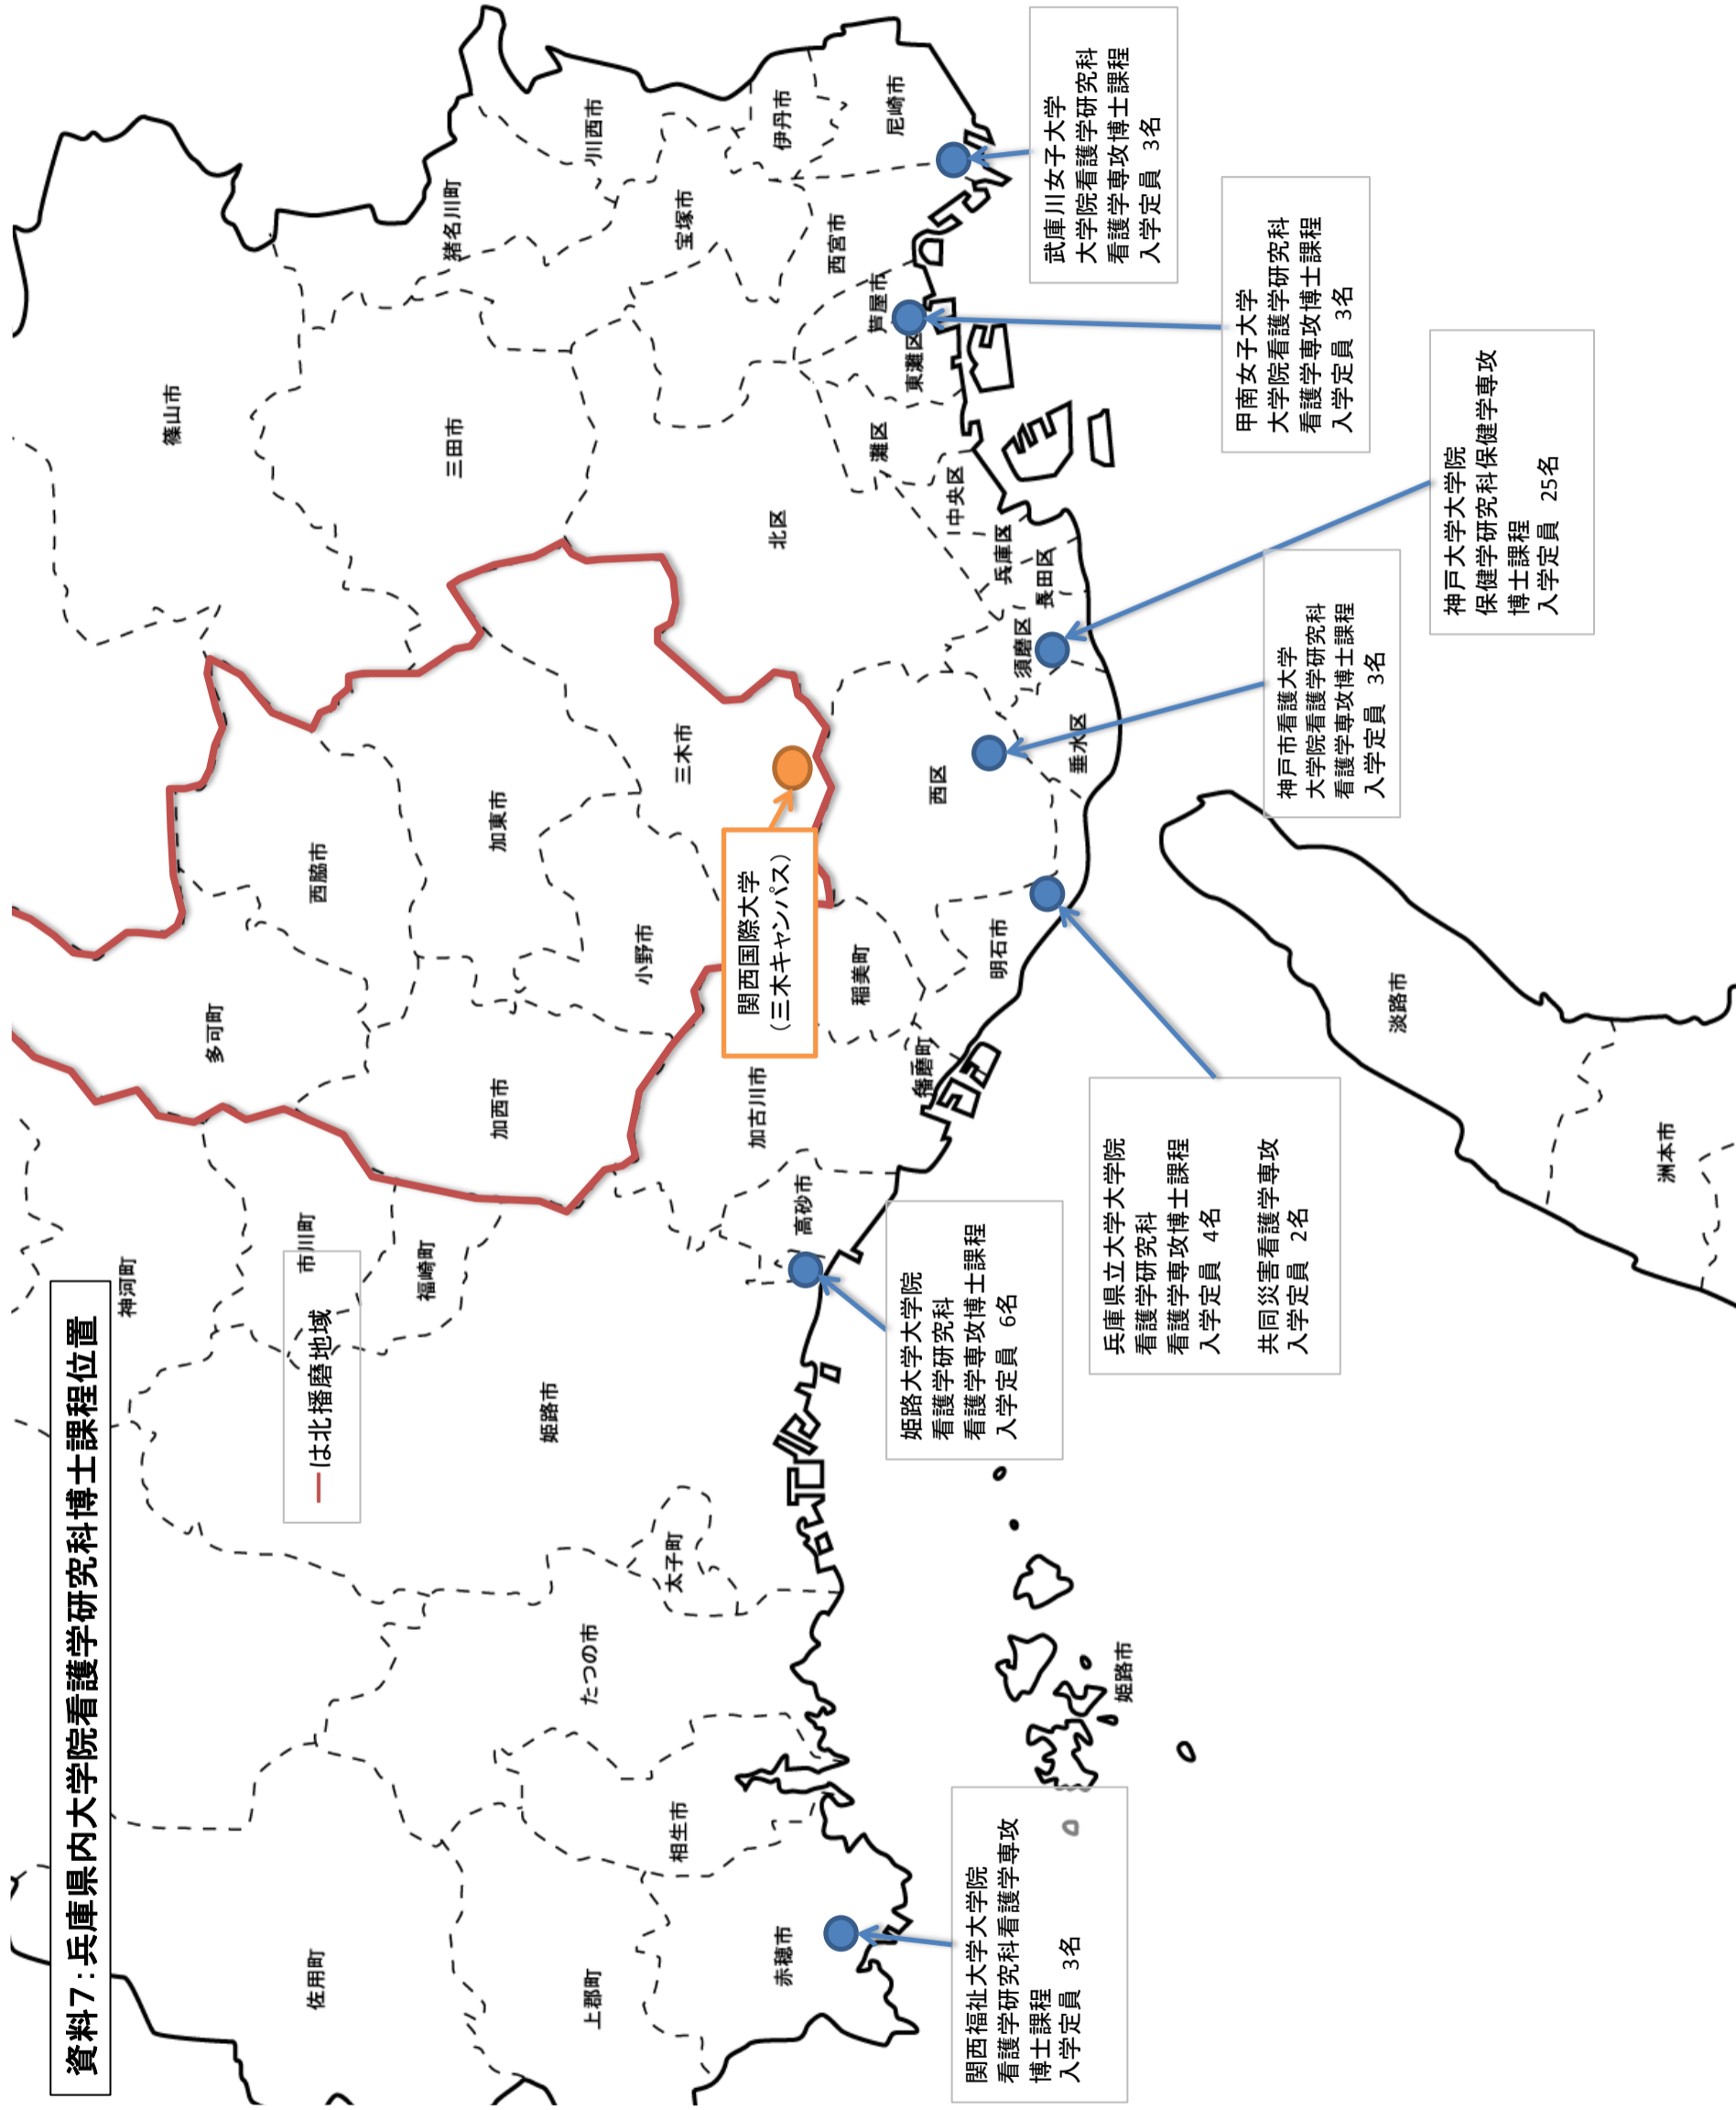 資料7：兵庫県内大学院看護学研究科博士課程位置
―は北播磨地域
神河町
市川町
福崎町
多可町
西脇市
加西市
加東市
小野市
三木市
篠山市
三田市
猪名川町
川西市
宝塚市
伊丹市
尼崎市
西宮市
芦屋市
東灘区
灘区
中央区
北区
兵庫区
長田区
須磨区
垂水区
西区
明石市
稲美町
播磨町
加古川市
高砂市
姫路市
太子町
たつの市
相生市
佐用町
上郡町
赤穂市
姫路市
淡路市
洲本市
関西国際大学
（三木キャンパス）
関西福祉大学大学院
看護学研究科看護学専攻
博士課程
入学定員 3名
姫路大学大学院
看護学研究科
看護学専攻博士課程
入学定員 6名
兵庫県立大学大学院
看護学研究科
看護学専攻博士課程
入学定員 4名
共同災害看護学専攻
入学定員 2名
神戸市看護大学
大学院看護学研究科
看護学専攻博士課程
入学定員 3名
神戸大学大学院
保健学研究科保健学専攻
博士課程
入学定員 25名
甲南女子大学
大学院看護学研究科
看護学専攻博士課程
入学定員 3名
武庫川女子大学
大学院看護学研究科
看護学専攻博士課程
入学定員 3名